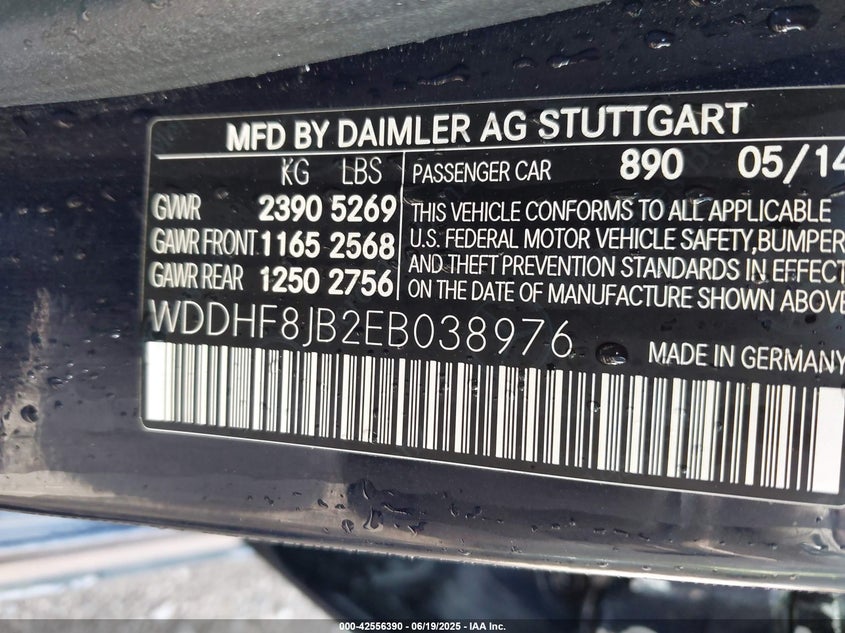 MFD BY DAIMLER AG STUTTGART
KG LBS PASSENGER CAR 890 05/14
GVWR 2390 5269 THIS VEHICLE CONFORMS TO ALL APPLICABLE
GAWR FRONT 1165 2568 U.S. FEDERAL MOTOR VEHICLE SAFETY, BUMPER
GAWR REAR 1250 2756 AND THEFT PREVENTION STANDARDS IN EFFECT
ON THE DATE OF MANUFACTURE SHOWN ABOVE
WDDHF8JB2EB038976 MADE IN GERMANY
000-42556390 - 06/19/2025 - IAA Inc.